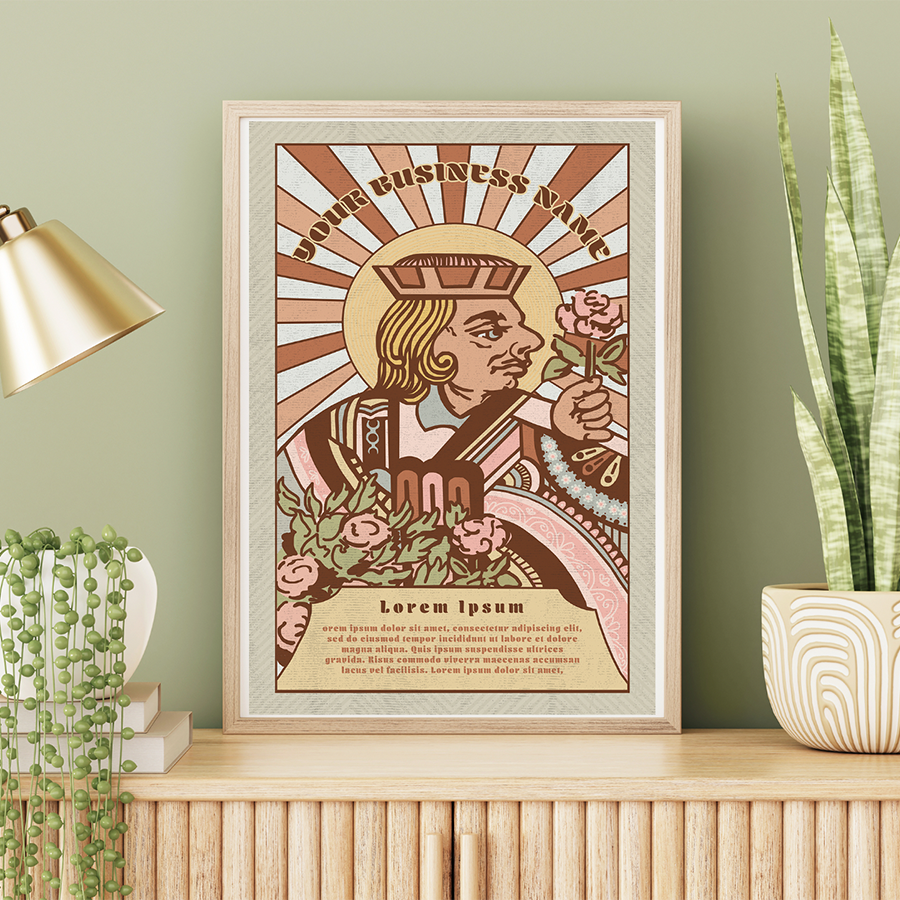 YOUR BUSINESS NAME
Lorem Ipsum
orem ipsum dolor sit amet, consectetur adipiscing elit,
sed do eiusmod tempor incididunt ut labore et dolore
magna aliqua. Quis ipsum suspendisse ultrices
gravida. Risus commodo viverra maecenas accumsan
lacus vel facilisis. Lorem ipsum dolor sit amet,